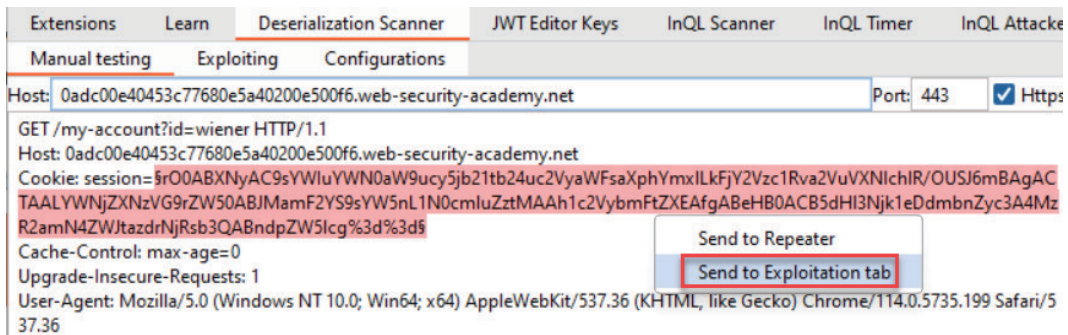 Extensions Learn Deserialization Scanner JWT Editor Keys InQL Scanner InQL Timer InQL Attacke
Manual testing Exploiting Configurations
Host: 0adc00e40453c77680e5a40200e500f6.web-security-academy.net Port: 443 Https
GET /my-account?id=wiener HTTP/1.1
Host: 0adc00e40453c77680e5a40200e500f6.web-security-academy.net
Cookie: session=§rO0ABXNyAC9sYWIuYWN0aW9ucy5jb21tb24uc2VyaWFsaXphYmxlLkFjY2Vzc1Rva2VuVXNlchlR/OUSJ6mBAgAC
TAALYWNjZXNzVG9rZW50ABJMamF2YS9sYW5nL1N0cmluZztMAAh1c2VybmFtZXEAfgABeHB0ACB5dHI3Njk1eDdmbnZyc3A4Mz
R2amN4ZWJtazdrNjRsb3QABndpZW5lcg%3d%3d§
Send to Repeater
Cache-Control: max-age=0
Send to Exploitation tab
Upgrade-Insecure-Requests: 1
User-Agent: Mozilla/5.0 (Windows NT 10.0; Win64; x64) AppleWebKit/537.36 (KHTML, like Gecko) Chrome/114.0.5735.199 Safari/5
37.36